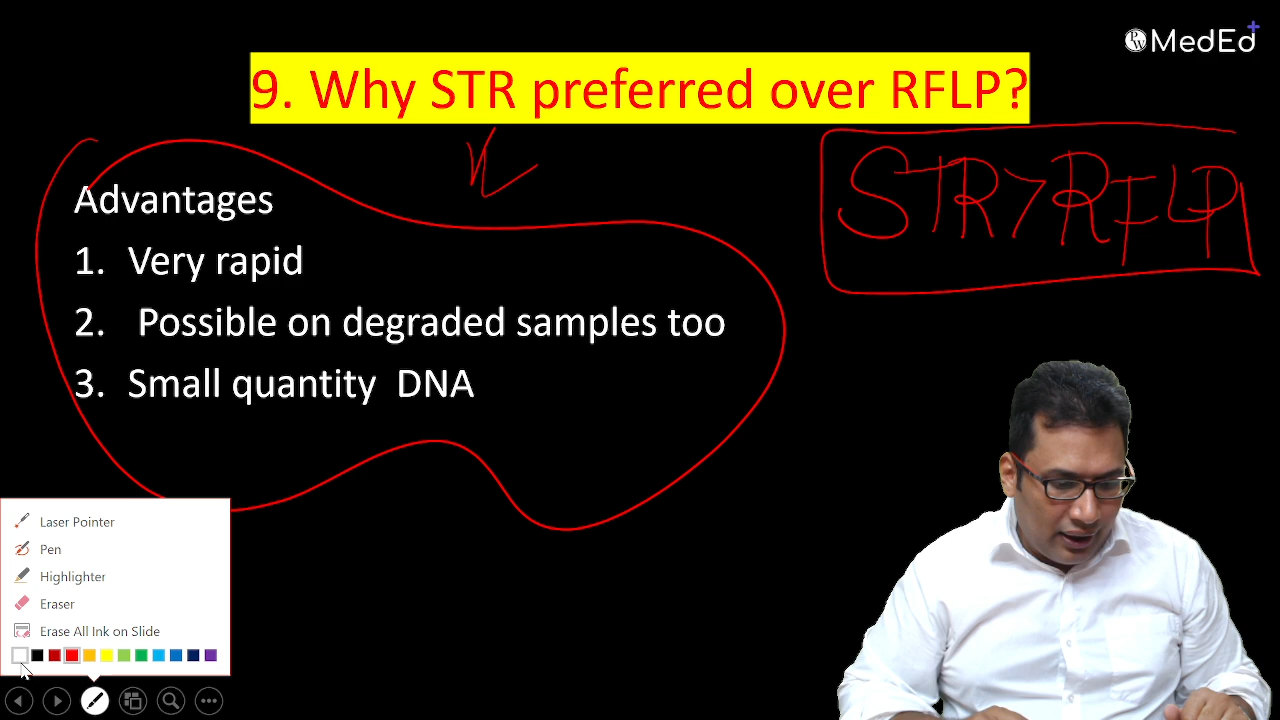 MedEd
9. Why STR preferred over RFLP?
STR>RFLP
Advantages
1. Very rapid
2. Possible on degraded samples too
3. Small quantity DNA
Laser Pointer
Pen
Highlighter
Eraser
Erase All Ink on Slide